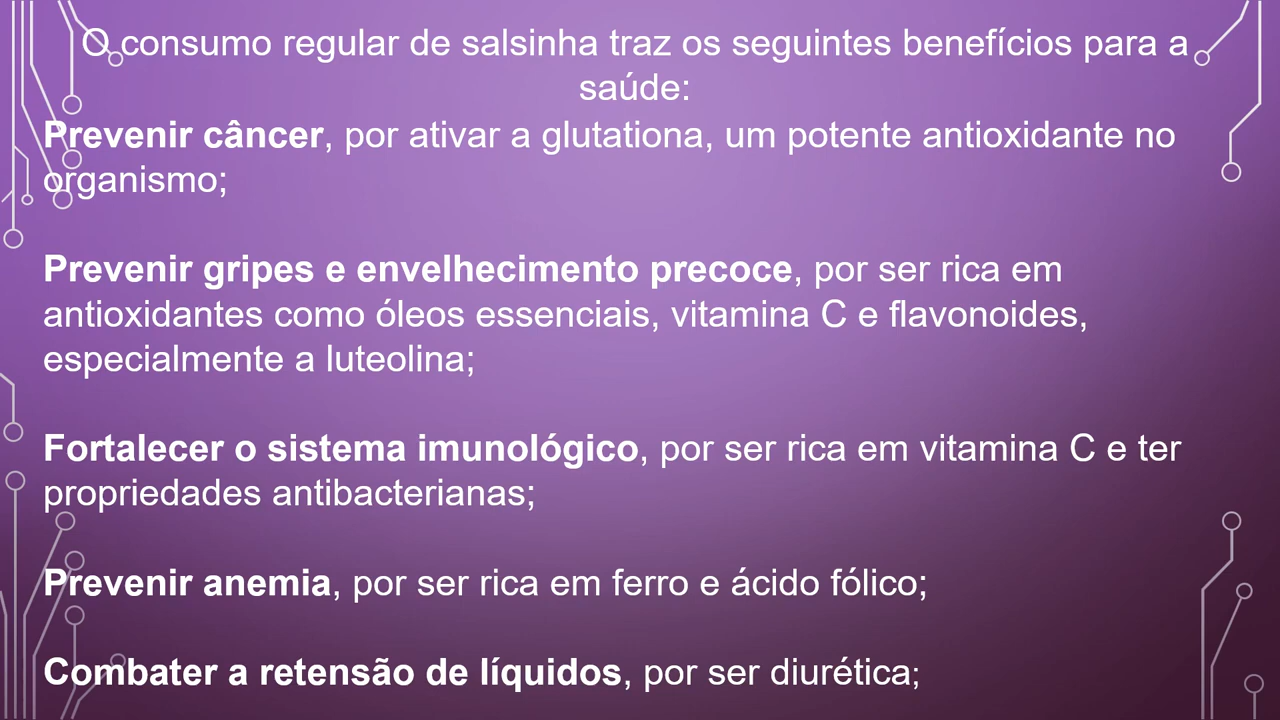 O consumo regular de salsinha traz os seguintes benefícios para a
saúde:
Prevenir câncer, por ativar a glutationa, um potente antioxidante no
organismo;
Prevenir gripes e envelhecimento precoce, por ser rica em
antioxidantes como óleos essenciais, vitamina C e flavonoides,
especialmente a luteolina;
Fortalecer o sistema imunológico, por ser rica em vitamina C e ter
propriedades antibacterianas;
Prevenir anemia, por ser rica em ferro e ácido fólico;
Combater a retensão de líquidos, por ser diurética;